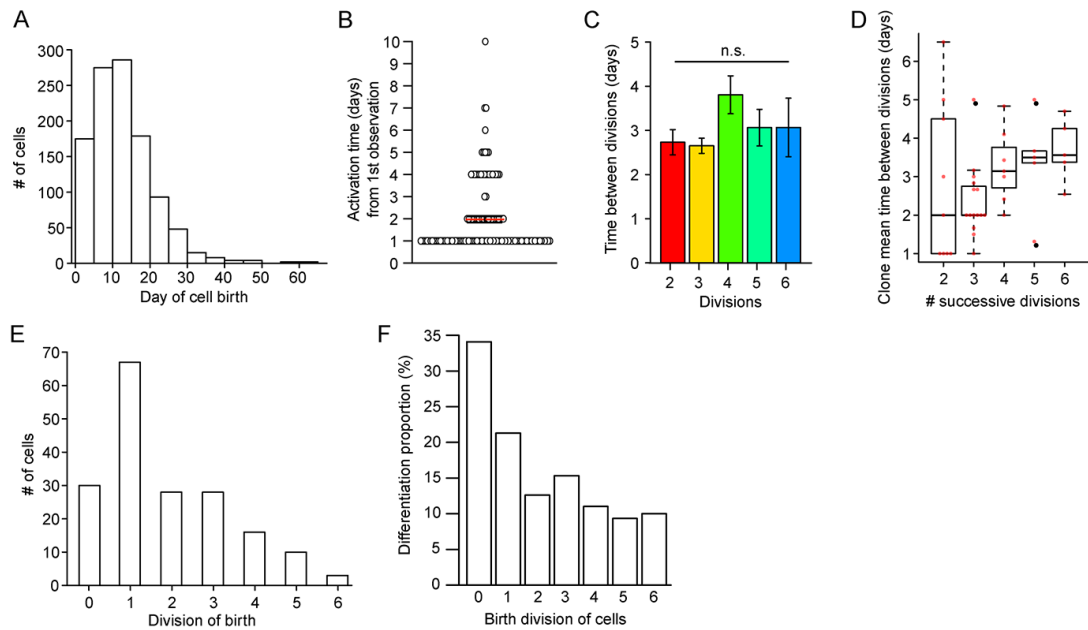 A
300
250
200
150
100
50
0
# of cells
0 10 20 30 40 50 60
Day of cell birth
B
10
9
8
7
6
5
4
3
2
1
0
Activation time (days)
from 1st observation
C
n.s.
5
4
3
2
1
0
Time between divisions (days)
2 3 4 5 6
Divisions
D
6
5
4
3
2
1
Clone mean time between divisions (days)
2 3 4 5 6
# successive divisions
E
70
60
50
40
30
20
10
0
# of cells
0 1 2 3 4 5 6
Division of birth
F
35
30
25
20
15
10
5
0
Differentiation proportion (%)
0 1 2 3 4 5 6
Birth division of cells